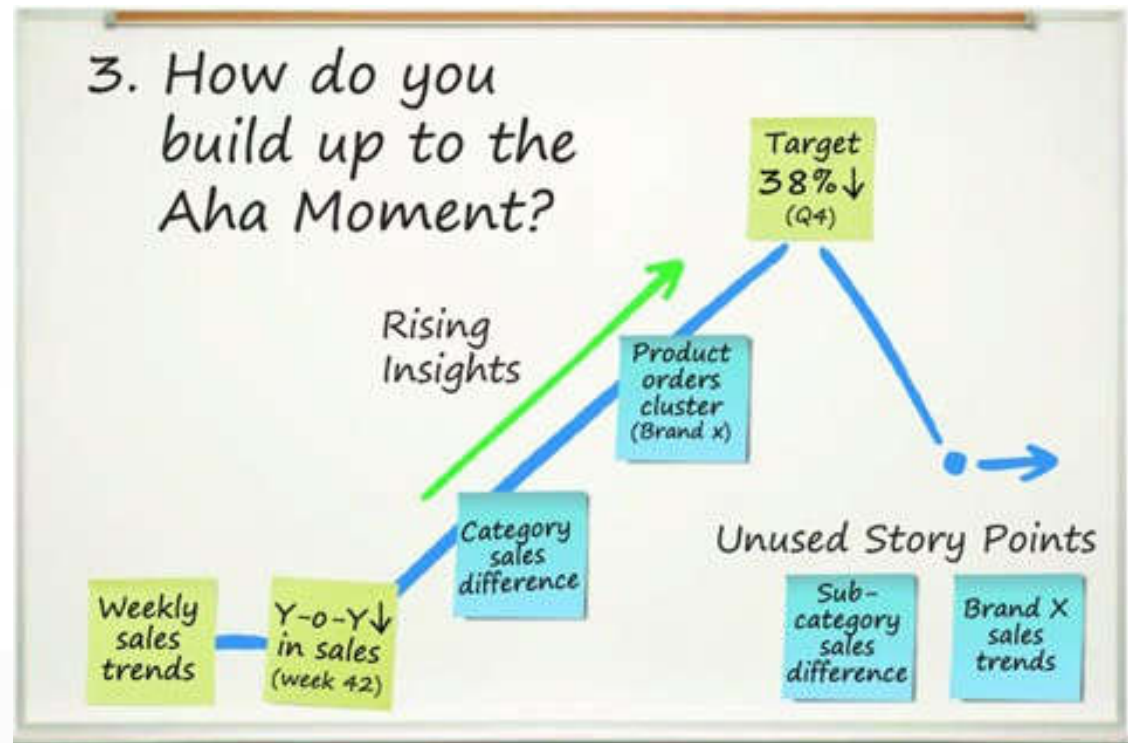 3. How do you
build up to the
Aha Moment?
Target
38%↓
(Q4)
Rising
Insights
Product
orders
cluster
(Brand x)
Category
sales
difference
Unused Story Points
Weekly
sales
trends
Y-o-Y↓
in sales
(week 42)
Sub-
category
sales
difference
Brand X
sales
trends